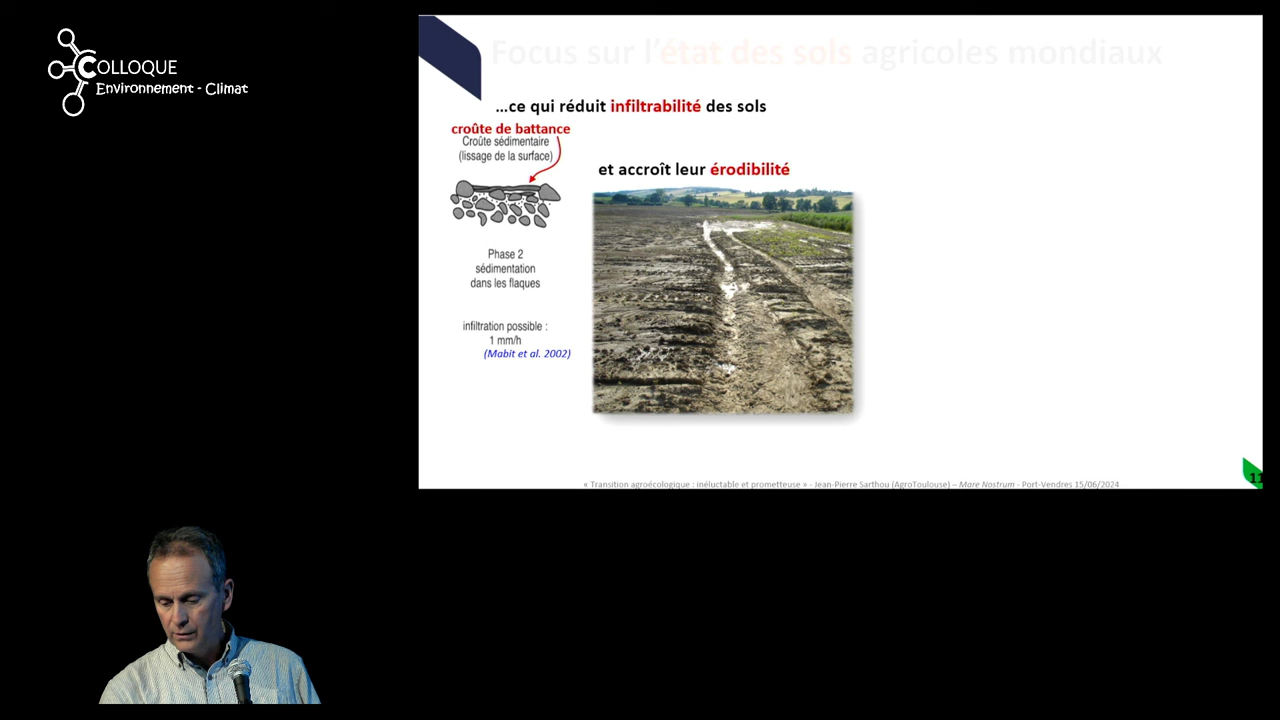 COLLOQUE
Environnement - Climat
Focus sur l'état des sols agricoles mondiaux
...ce qui réduit infiltrabilité des sols
croûte de battance
Croûte sédimentaire
(lissage de la surface)
et accroît leur érodibilité
Phase 2
sédimentation
dans les flaques
infiltration possible :
1 mm/h
(Mabit et al. 2002)
« Transition agroécologique : inéluctable et prometteuse » - Jean-Pierre Sarthou (AgroToulouse) – Mare Nostrum - Port-Vendres 15/06/2024
11